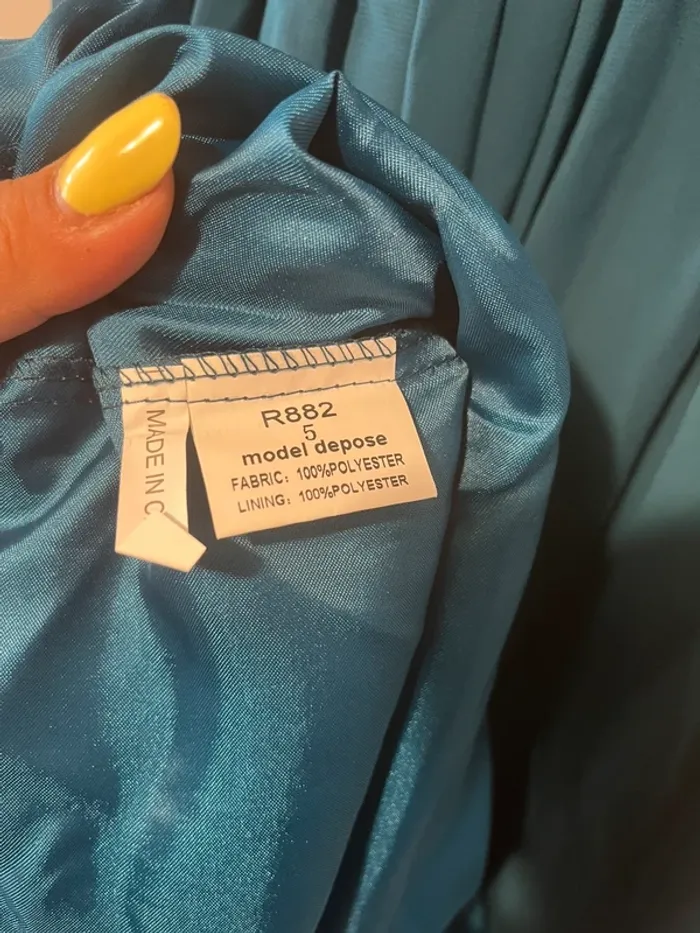 MADE IN C
R882
5
model depose
FABRIC: 100%POLYESTER
LINING: 100%POLYESTER